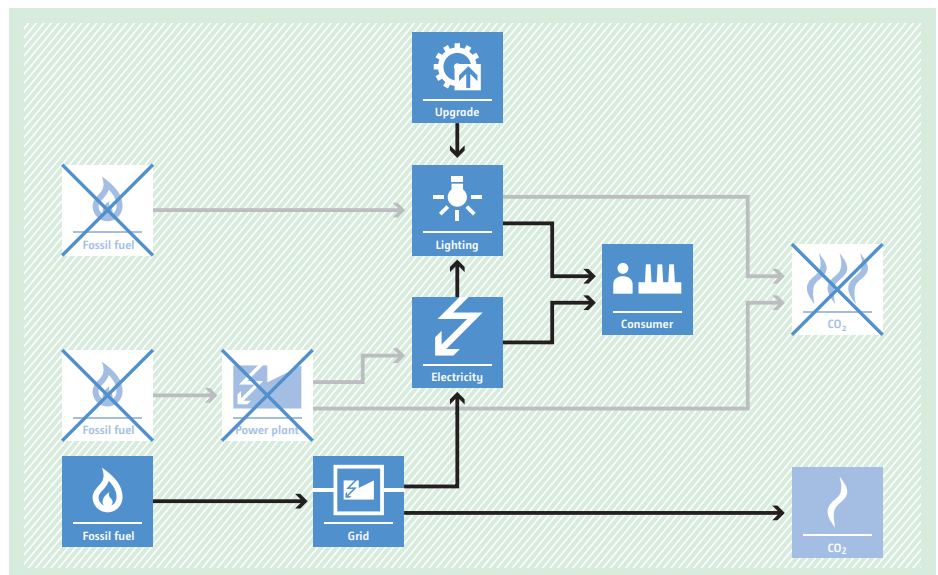 Upgrade
Fossil fuel
Lighting
Consumer
CO₂
Electricity
Fossil fuel
Power plant
Fossil fuel
Grid
CO₂